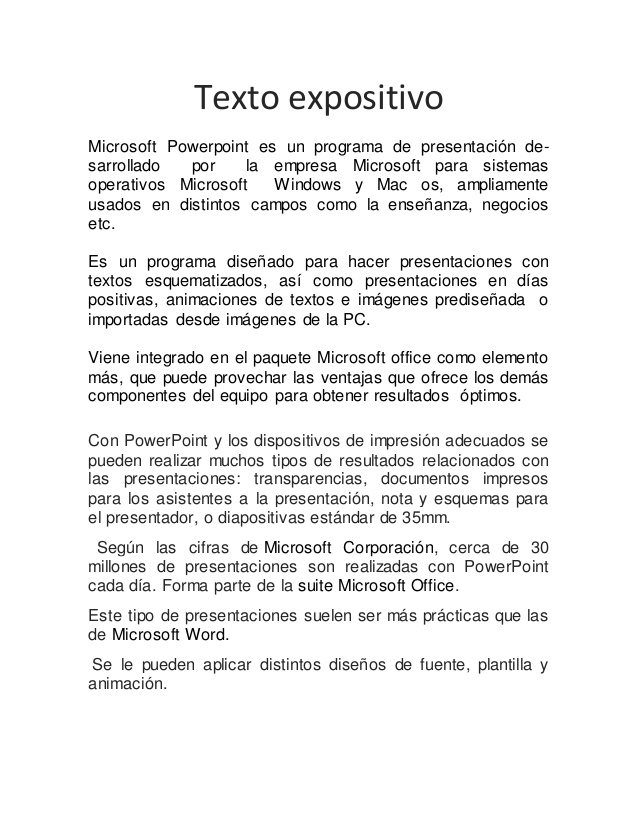 Texto expositivo
Microsoft Powerpoint es un programa de presentación de-
sarrollado por la empresa Microsoft para sistemas
operativos Microsoft Windows y Mac os, ampliamente
usados en distintos campos como la enseñanza, negocios
etc.
Es un programa diseñado para hacer presentaciones con
textos esquematizados, así como presentaciones en días
positivas, animaciones de textos e imágenes prediseñada o
importadas desde imágenes de la PC.
Viene integrado en el paquete Microsoft office como elemento
más, que puede provechar las ventajas que ofrece los demás
componentes del equipo para obtener resultados óptimos.
Con PowerPoint y los dispositivos de impresión adecuados se
pueden realizar muchos tipos de resultados relacionados con
las presentaciones: transparencias, documentos impresos
para los asistentes a la presentación, nota y esquemas para
el presentador, o diapositivas estándar de 35mm.
Según las cifras de Microsoft Corporación, cerca de 30
millones de presentaciones son realizadas con PowerPoint
cada día. Forma parte de la suite Microsoft Office.
Este tipo de presentaciones suelen ser más prácticas que las
de Microsoft Word.
Se le pueden aplicar distintos diseños de fuente, plantilla y
animación.